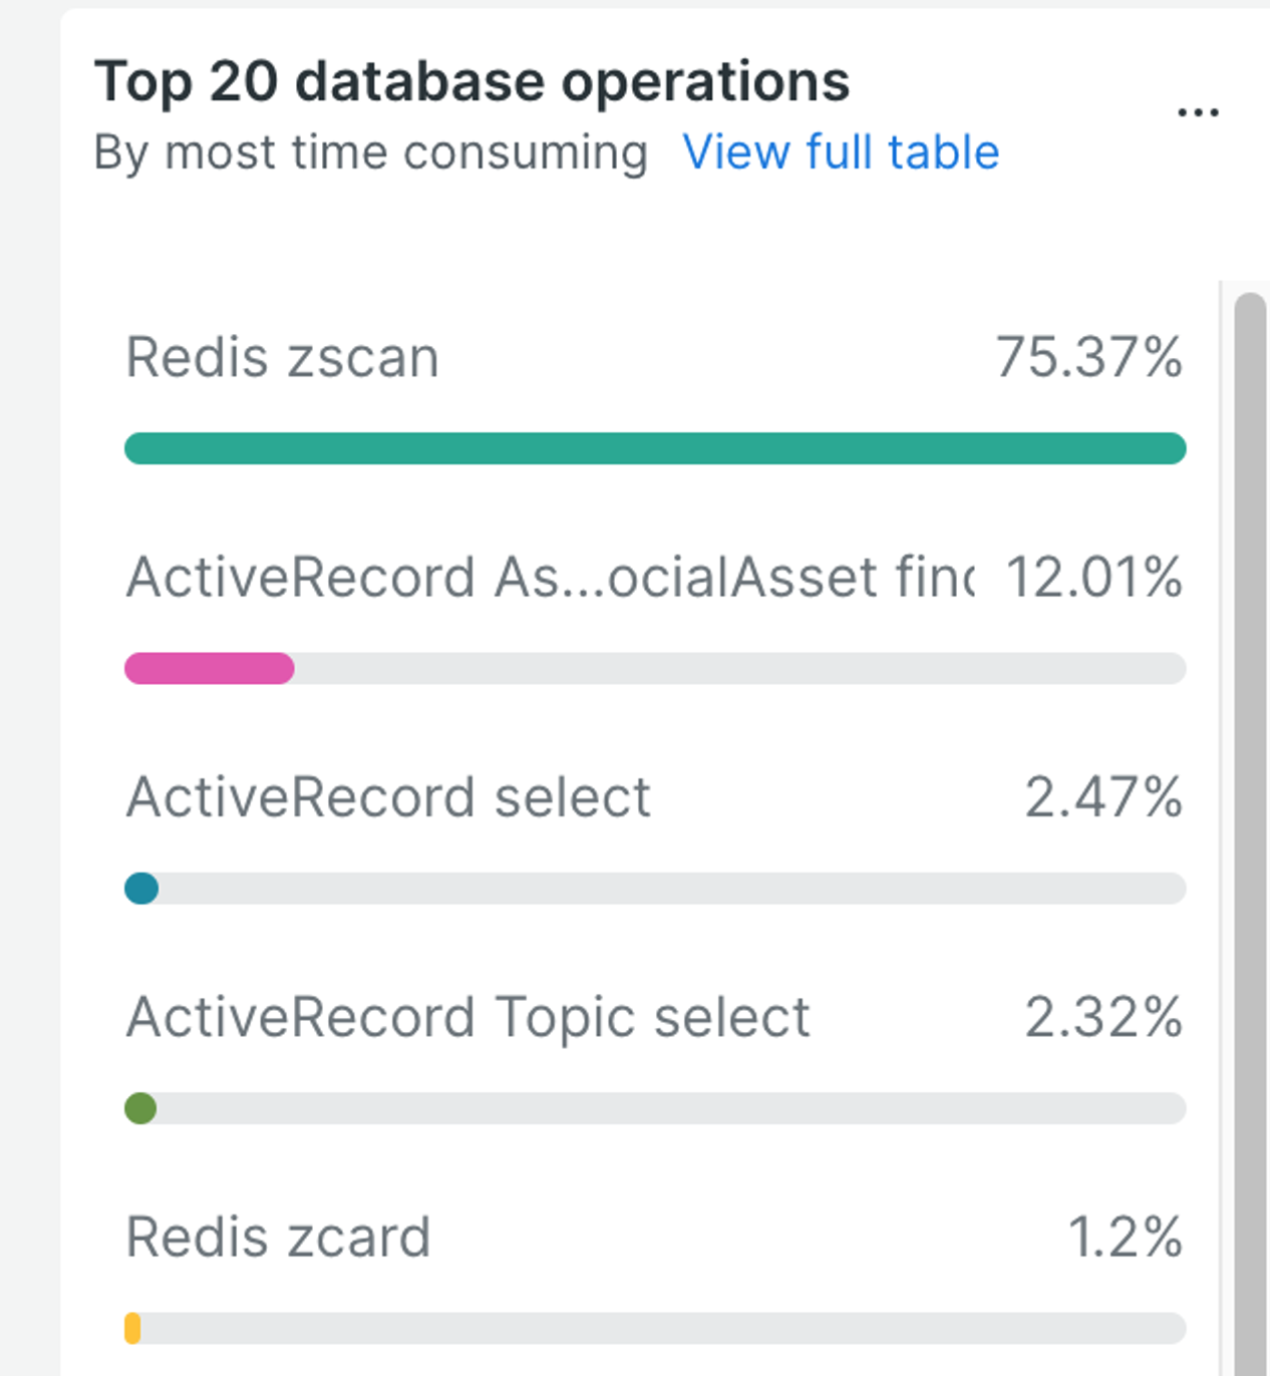 Top 20 database operations
...
By most time consuming View full table
Redis zscan 75.37%
ActiveRecord As...ocialAsset 12.01%
ActiveRecord select 2.47%
ActiveRecord Topic select 2.32%
Redis zcard 1.2%